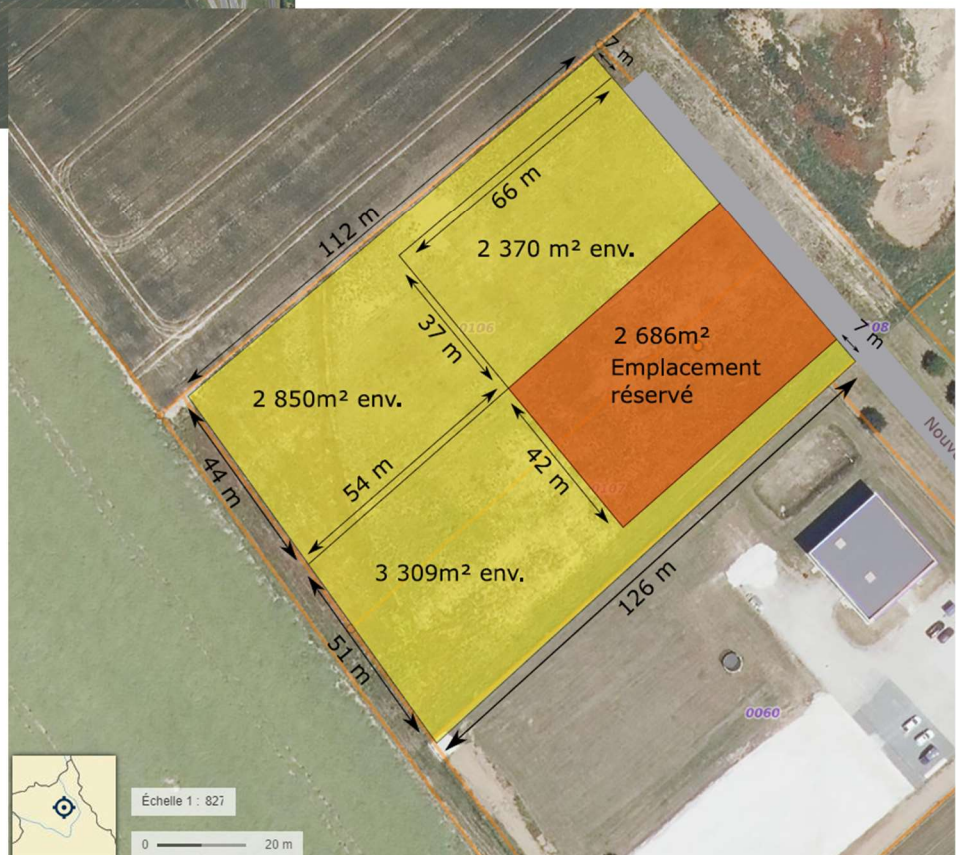 7 m
66 m
112 m
2 370 m² env.
0106
37 m
2 686m²
Emplacement
réservé
7 m
08
2 850m² env.
44 m
54 m
42 m
0107
3 309m² env.
126 m
51 m
0060
Échelle 1 : 827
0 20 m